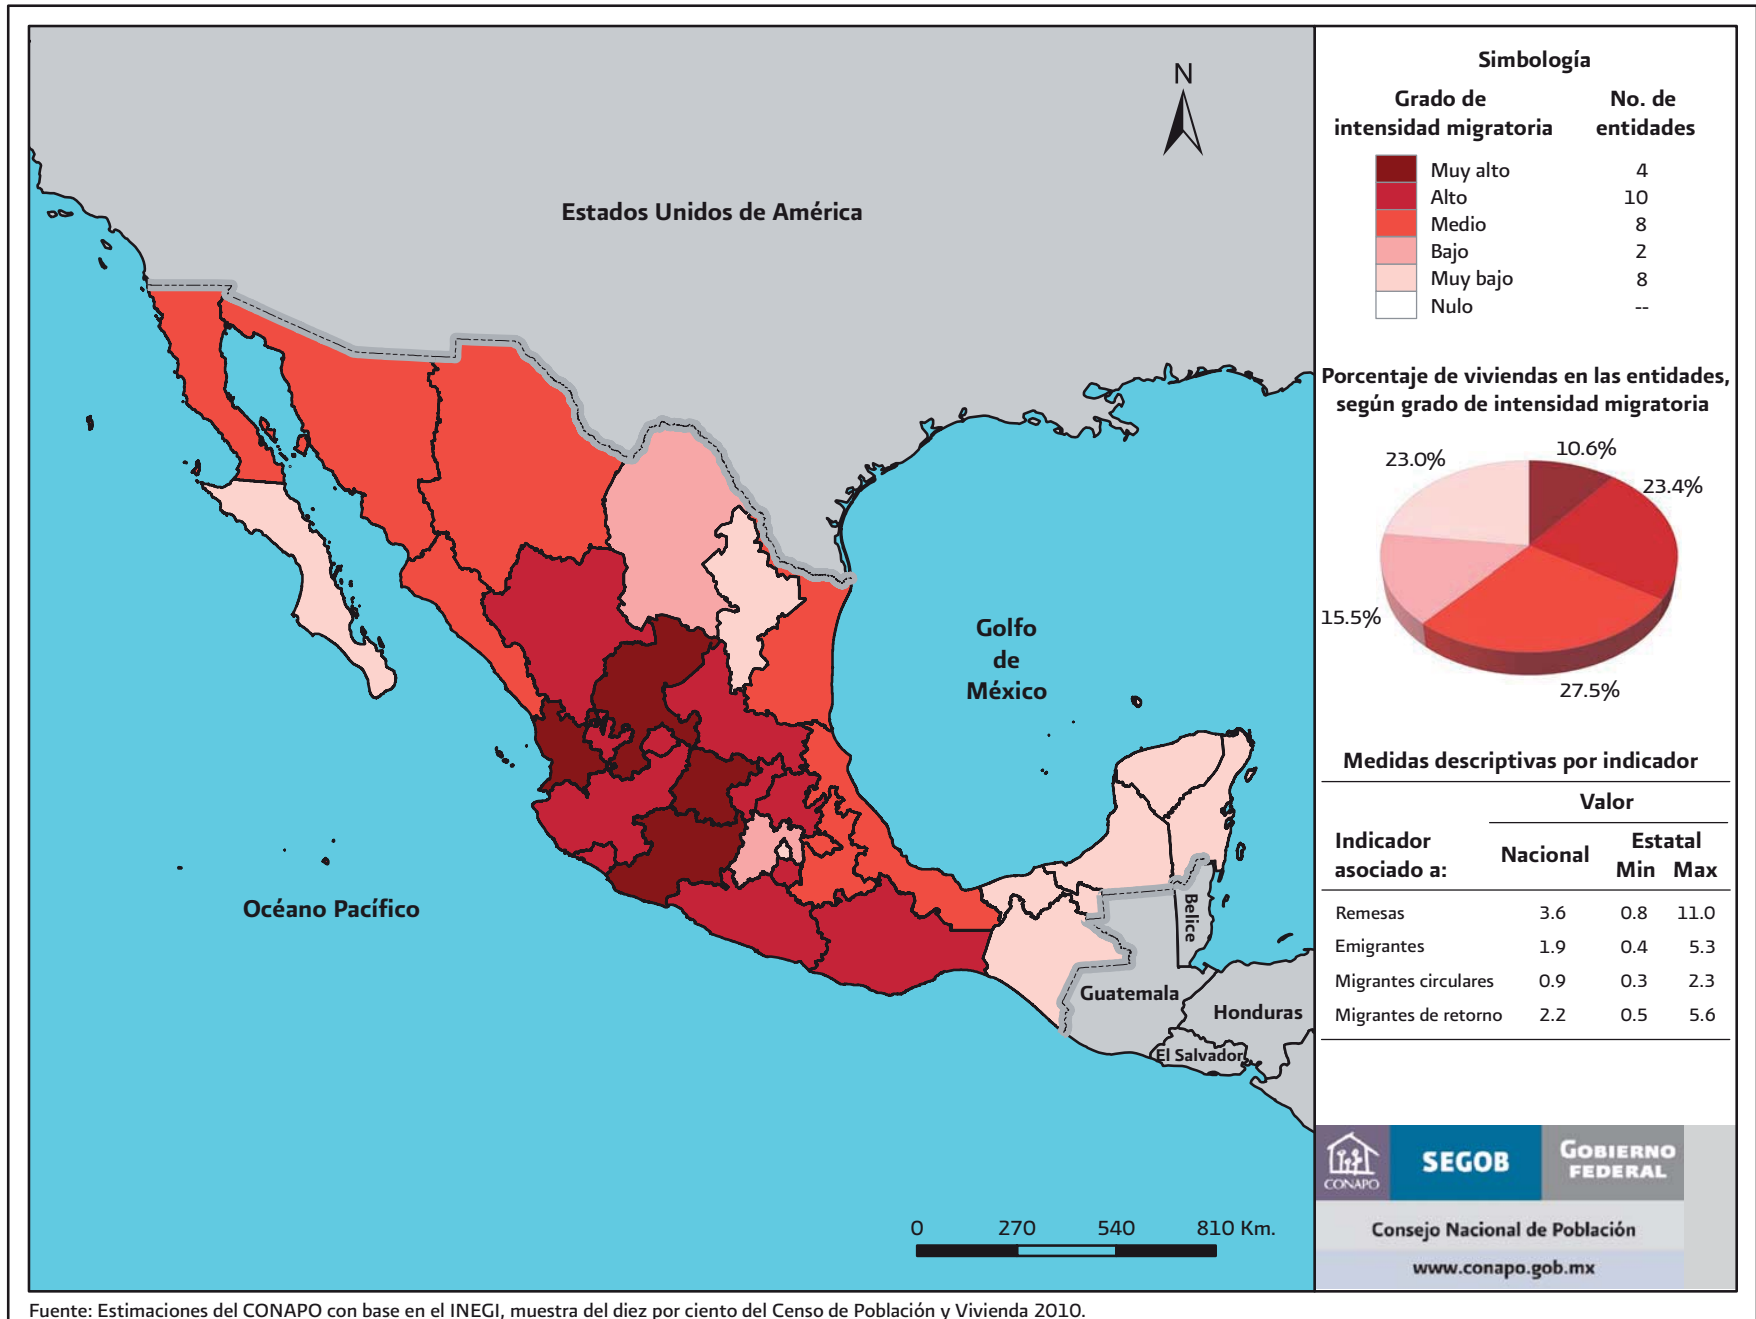 N
Estados Unidos de América
Golfo
de
México
Océano Pacífico
Belice
Guatemala
Honduras
El Salvador
0 270 540 810 Km.
Simbología
Grado de
intensidad migratoria
No. de
entidades
Muy alto 4
Alto 10
Medio 8
Bajo 2
Muy bajo 8
Nulo --
Porcentaje de viviendas en las entidades,
según grado de intensidad migratoria
10.6%
23.0%
23.4%
15.5%
27.5%
Medidas descriptivas por indicador
Valor
Indicador
asociado a:
Nacional
Estatal
Min Max
Remesas 3.6 0.8 11.0
Emigrantes 1.9 0.4 5.3
Migrantes circulares 0.9 0.3 2.3
Migrantes de retorno 2.2 0.5 5.6
CONAPO
SEGOB
GOBIERNO
FEDERAL
Consejo Nacional de Población
www.conapo.gob.mx
Fuente: Estimaciones del CONAPO con base en el INEGI, muestra del diez por ciento del Censo de Población y Vivienda 2010.